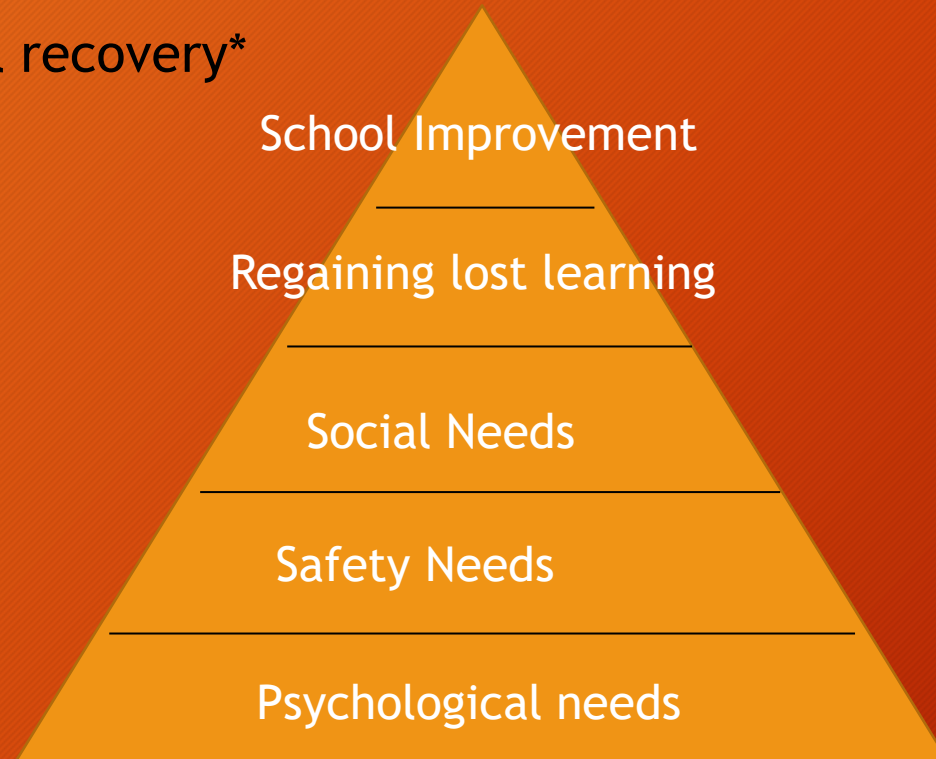 recovery*
School Improvement
Regaining lost learning
Social Needs
Safety Needs
Psychological needs